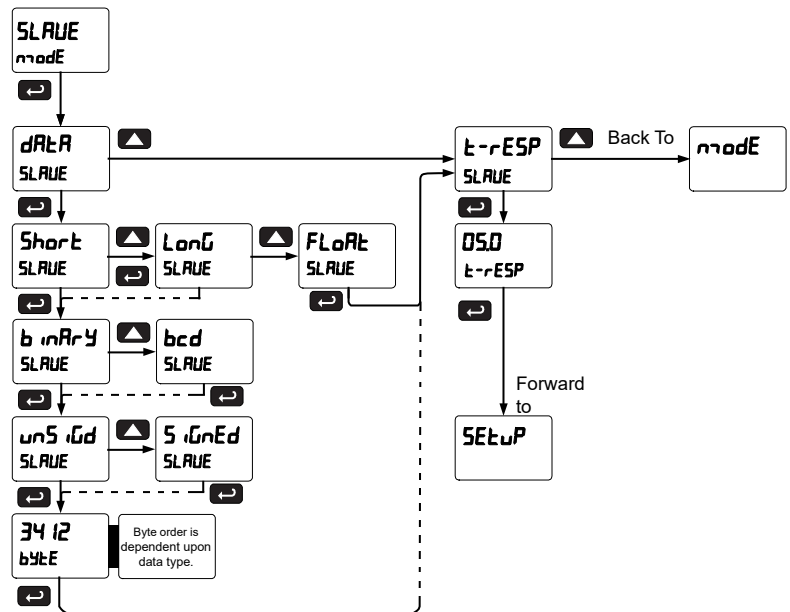 SLAVE
modE
dAtA
SLAVE
t-rESP
SLAVE
Back To
modE
Short
SLAVE
LonG
SLAVE
FLoAt
SLAVE
05.0
t-rESP
binArY
SLAVE
bcd
SLAVE
Forward
to
SEtuP
unSiGd
SLAVE
SiGnEd
SLAVE
3412
bYtE
Byte order is
dependent upon
data type.